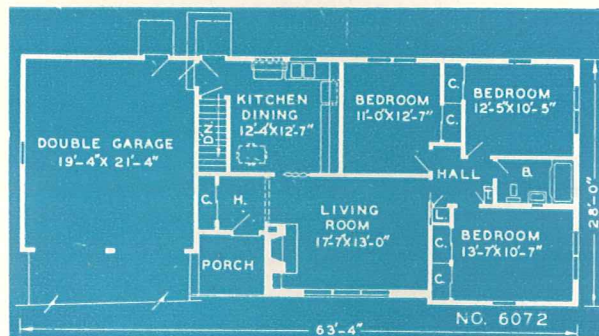 KITCHEN
DINING
12'-4"X12'-7"
BEDROOM
11'-0"X12'-7"
C.
C.
BEDROOM
12'-5"X10'-5"
DOUBLE GARAGE
19'-4"X 21'-4"
DN.
HALL
B.
T.
C.
H.
LIVING
ROOM
17'-7"X13'-0"
L.
C.
C.
BEDROOM
13'-7"X10'-7"
PORCH
28'-0"
NO. 6072
63'-4"